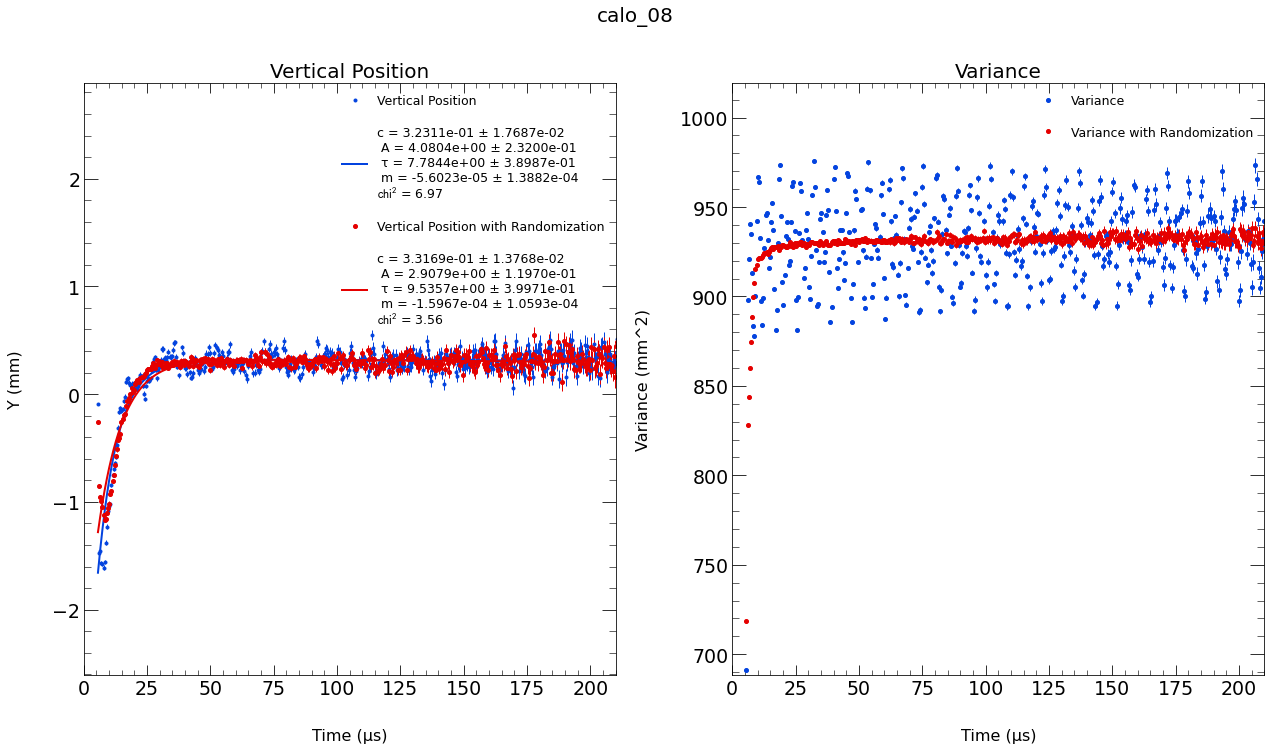 calo_08
Vertical Position
Vertical Position
c = 3.2311e-01 ± 1.7687e-02
A = 4.0804e+00 ± 2.3200e-01
τ = 7.7844e+00 ± 3.8987e-01
m = -5.6023e-05 ± 1.3882e-04
chi² = 6.97
Vertical Position with Randomization
c = 3.3169e-01 ± 1.3768e-02
A = 2.9079e+00 ± 1.1970e-01
τ = 9.5357e+00 ± 3.9971e-01
m = -1.5967e-04 ± 1.0593e-04
chi² = 3.56
2
1
0
−1
−2
Y (mm)
0 25 50 75 100 125 150 175 200
Time (μs)
Variance
Variance
Variance with Randomization
1000
950
900
850
800
750
700
Variance (mm^2)
0 25 50 75 100 125 150 175 200
Time (μs)